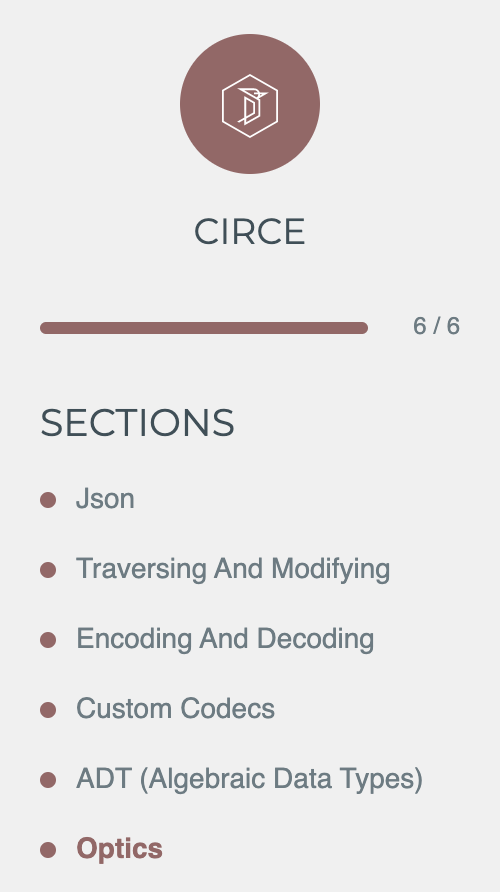 CIRCE
6 / 6
SECTIONS
Json
Traversing And Modifying
Encoding And Decoding
Custom Codecs
ADT (Algebraic Data Types)
Optics